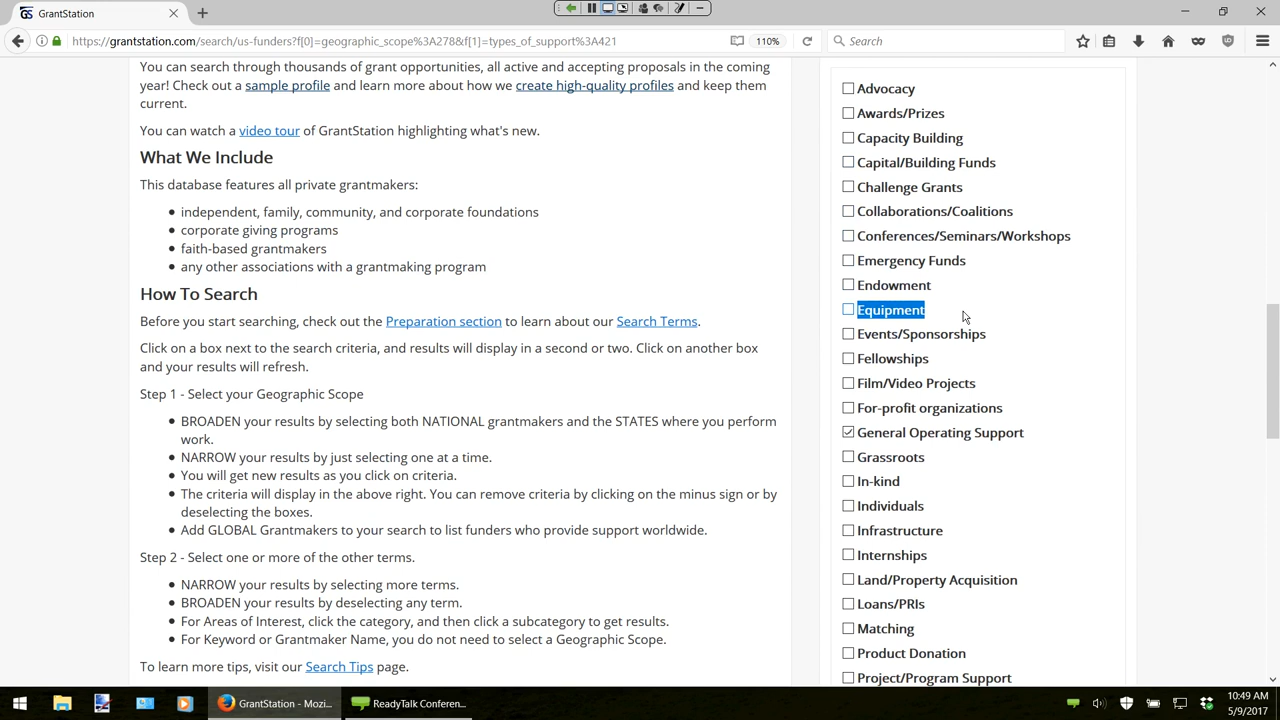 GrantStation
https://grantstation.com/search/us-funders?f[0]=geographic_scope%3A278&f[1]=types_of_support%3A421
110%
Search
You can search through thousands of grant opportunities, all active and accepting proposals in the coming
year! Check out a sample profile and learn more about how we create high-quality profiles and keep them
current.
You can watch a video tour of GrantStation highlighting what's new.
What We Include
This database features all private grantmakers:
independent, family, community, and corporate foundations
corporate giving programs
faith-based grantmakers
any other associations with a grantmaking program
How To Search
Before you start searching, check out the Preparation section to learn about our Search Terms.
Click on a box next to the search criteria, and results will display in a second or two. Click on another box
and your results will refresh.
Step 1 - Select your Geographic Scope
BROADEN your results by selecting both NATIONAL grantmakers and the STATES where you perform
work.
NARROW your results by just selecting one at a time.
You will get new results as you click on criteria.
The criteria will display in the above right. You can remove criteria by clicking on the minus sign or by
deselecting the boxes.
Add GLOBAL Grantmakers to your search to list funders who provide support worldwide.
Step 2 - Select one or more of the other terms.
NARROW your results by selecting more terms.
BROADEN your results by deselecting any term.
For Areas of Interest, click the category, and then click a subcategory to get results.
For Keyword or Grantmaker Name, you do not need to select a Geographic Scope.
To learn more tips, visit our Search Tips page.
Advocacy
Awards/Prizes
Capacity Building
Capital/Building Funds
Challenge Grants
Collaborations/Coalitions
Conferences/Seminars/Workshops
Emergency Funds
Endowment
Equipment
Events/Sponsorships
Fellowships
Film/Video Projects
For-profit organizations
General Operating Support
Grassroots
In-kind
Individuals
Infrastructure
Internships
Land/Property Acquisition
Loans/PRIs
Matching
Product Donation
Project/Program Support
GrantStation - Mozi...
ReadyTalk Conferen...
10:49 AM
5/9/2017